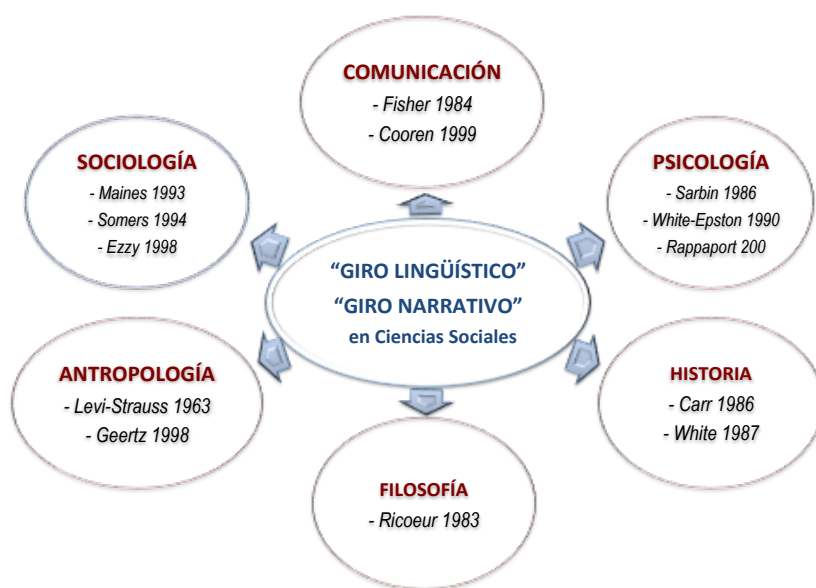 COMUNICACIÓN
- Fisher 1984
- Cooren 1999
SOCIOLOGÍA
- Maines 1993
- Somers 1994
- Ezzy 1998
PSICOLOGÍA
- Sarbin 1986
- White-Epston 1990
- Rappaport 200
“GIRO LINGÜÍSTICO”
“GIRO NARRATIVO”
en Ciencias Sociales
ANTROPOLOGÍA
- Levi-Strauss 1963
- Geertz 1998
HISTORIA
- Carr 1986
- White 1987
FILOSOFÍA
- Ricoeur 1983